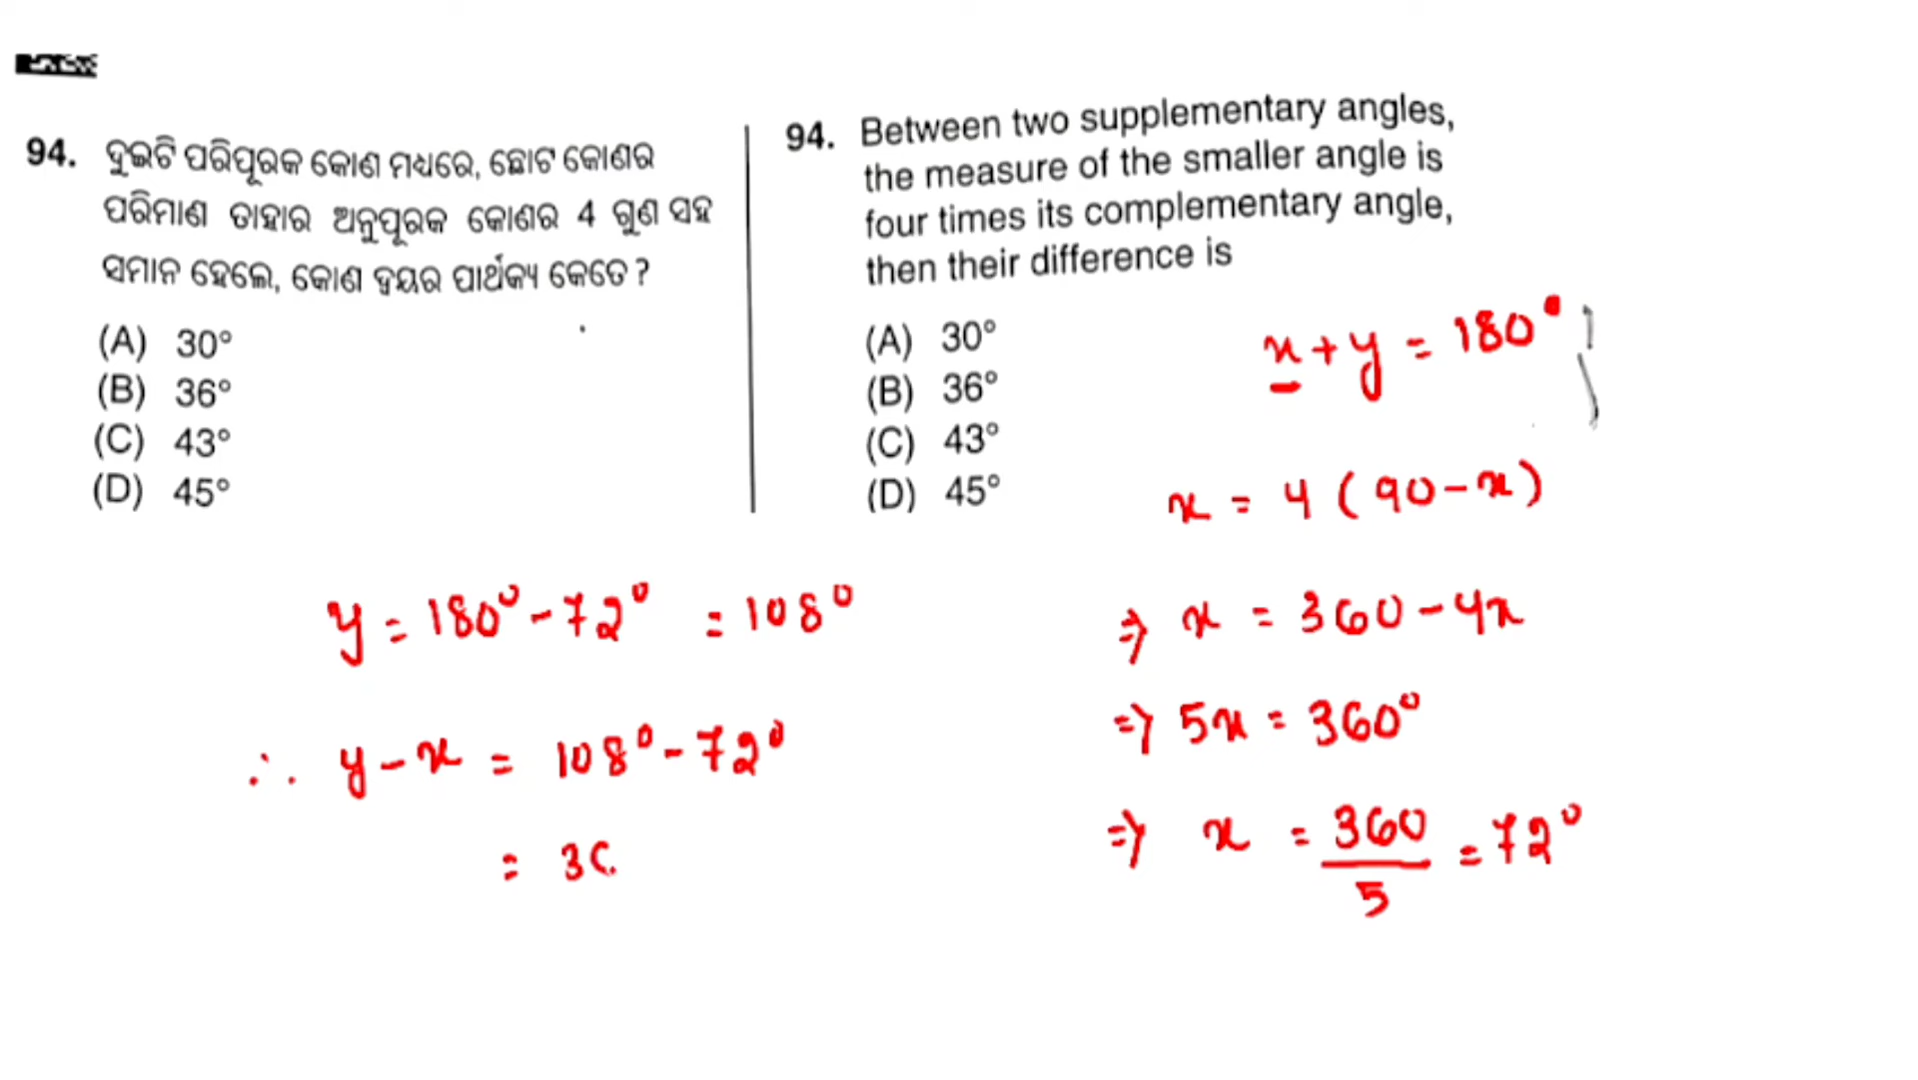 94. ଦୁଇଟି ପରିପୂରକ କୋଣ ମଧ୍ୟରେ, ଛୋଟ କୋଣର
ପରିମାଣ ତାହାର ଅନୁପୂରକ କୋଣର 4 ଗୁଣ ସହ
ସମାନ ହେଲେ, କୋଣ ଦ୍ୱୟର ପାର୍ଥକ୍ୟ କେତେ ?
(A) 30°
(B) 36°
(C) 43°
(D) 45°
94. Between two supplementary angles,
the measure of the smaller angle is
four times its complementary angle,
then their difference is
(A) 30°
(B) 36°
(C) 43°
(D) 45°
x + y = 180°
x = 4 ( 90 - x )
⇒ x = 360 - 4x
⇒ 5x = 360°
⇒ x = 360/5 = 72°
y = 180° - 72° = 108°
∴ y - x = 108° - 72°
= 3